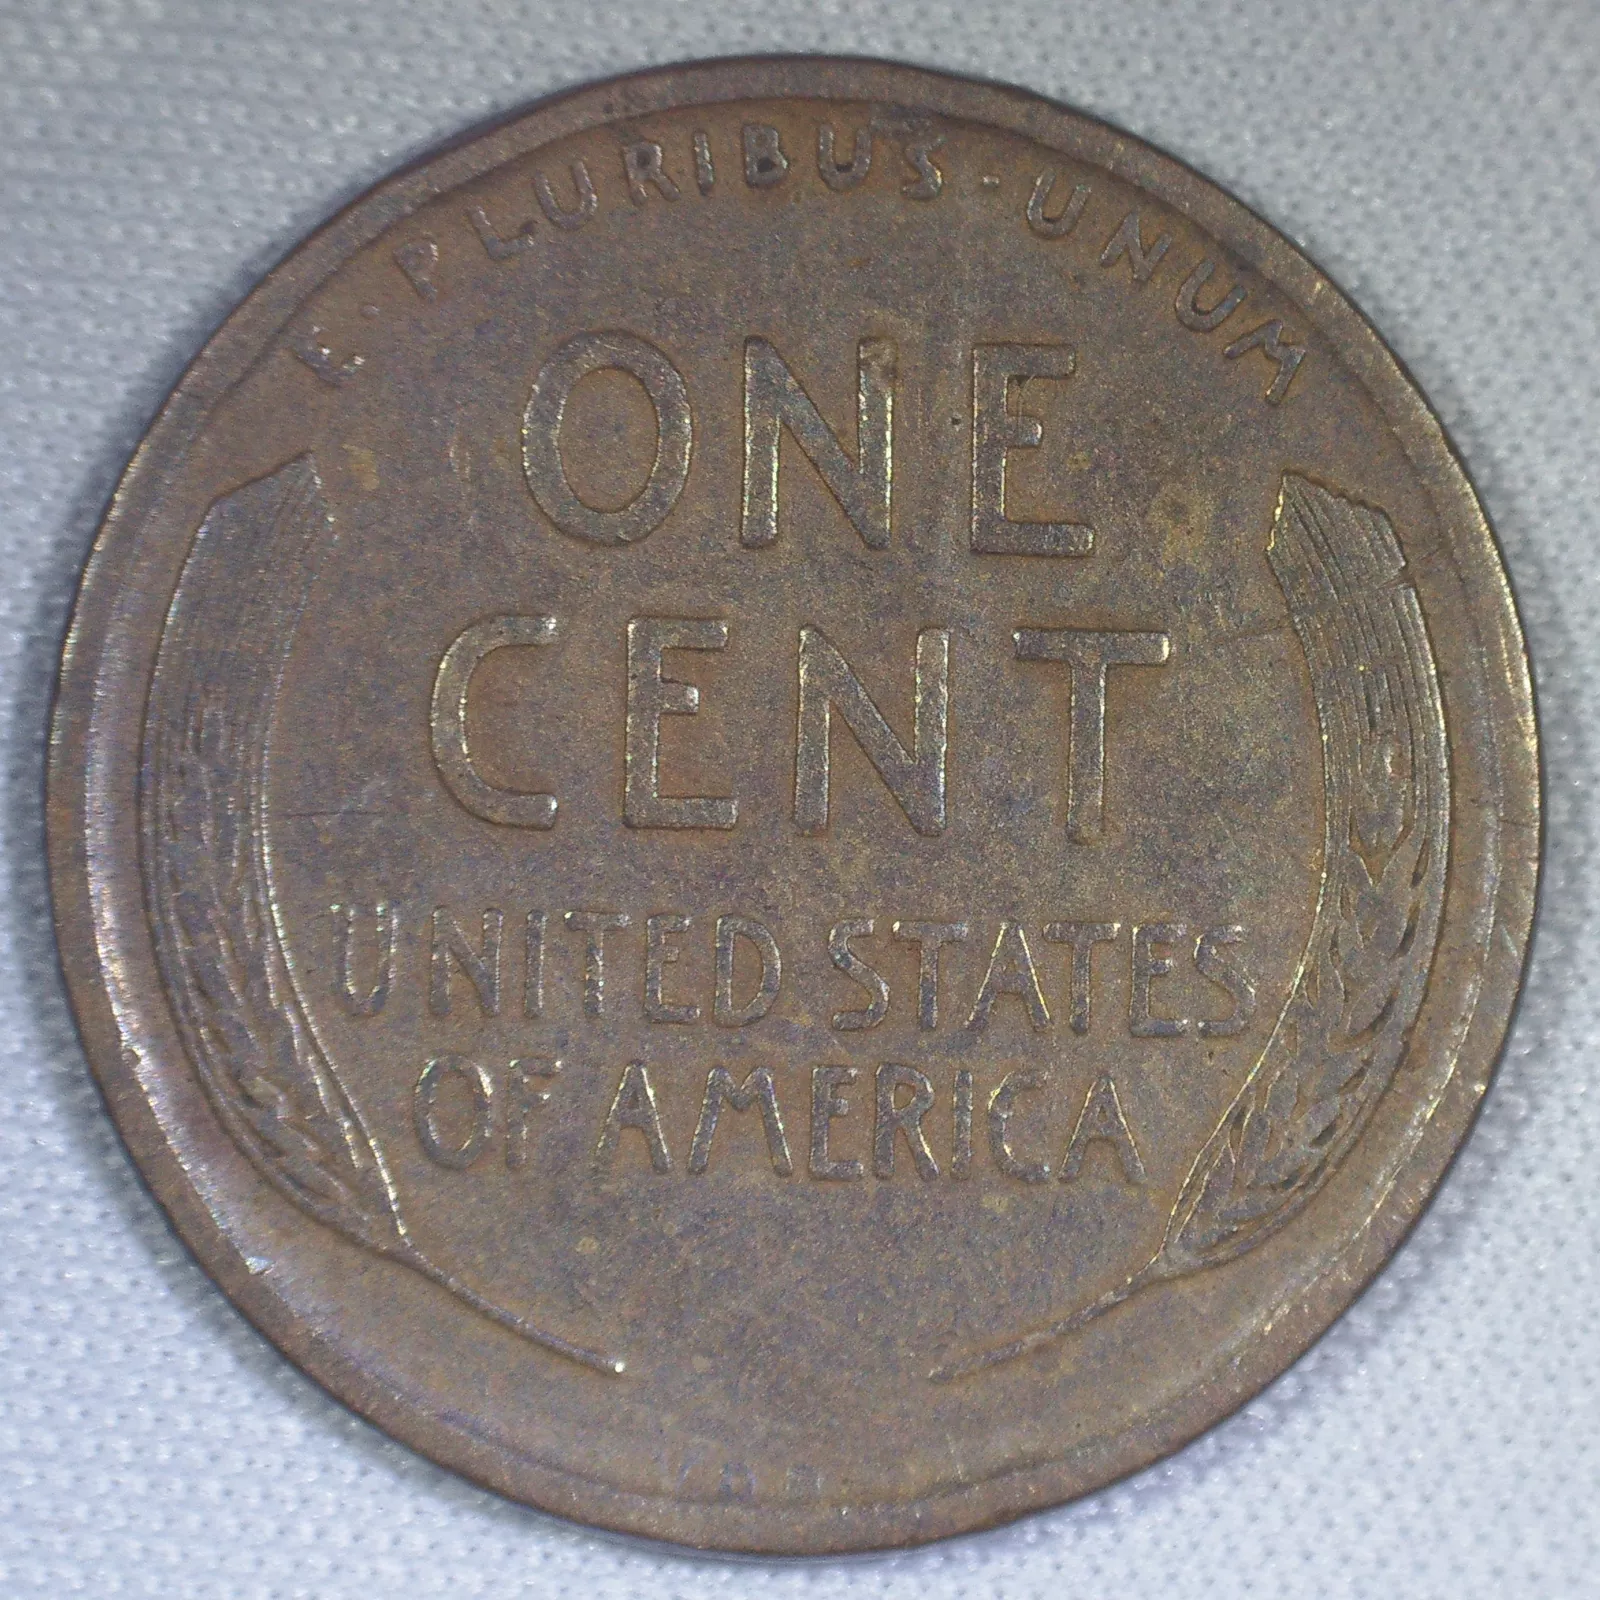 E·PLURIBUS·UNUM
ONE
CENT
UNITED STATES
OF AMERICA